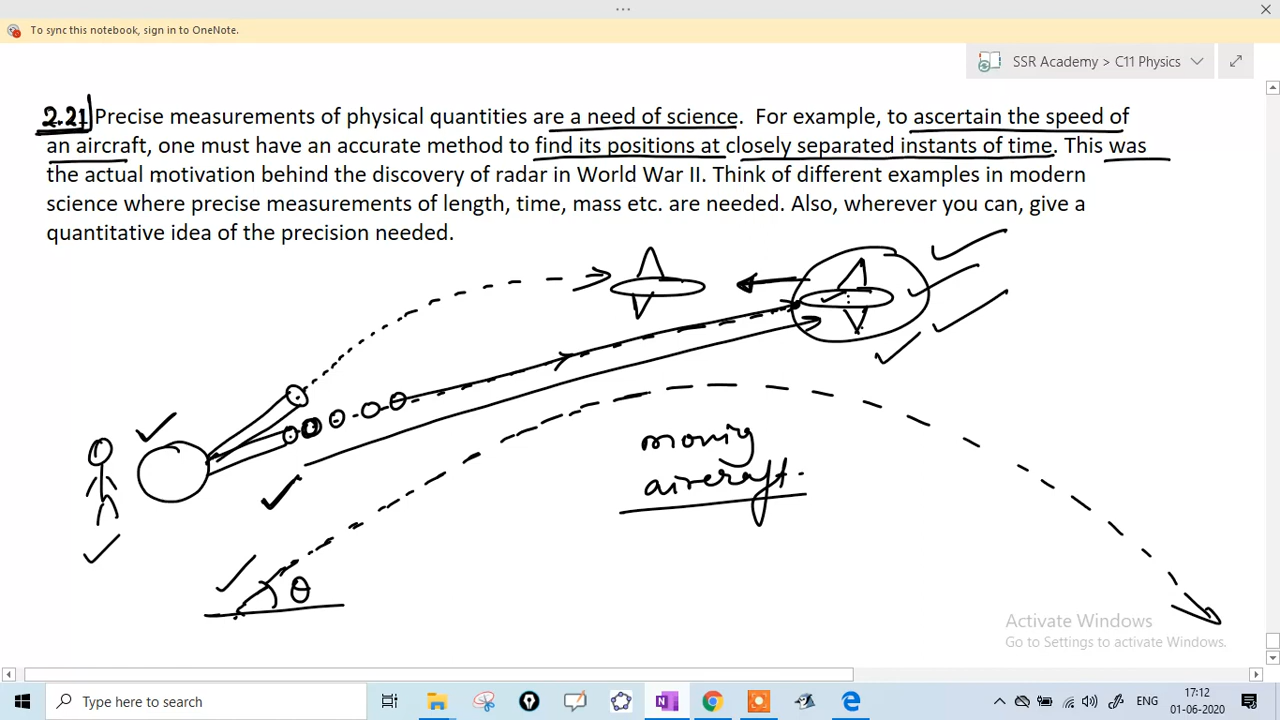 To sync this notebook, sign in to OneNote.
SSR Academy > C11 Physics
2.21 Precise measurements of physical quantities are a need of science. For example, to ascertain the speed of
an aircraft, one must have an accurate method to find its positions at closely separated instants of time. This was
the actual motivation behind the discovery of radar in World War II. Think of different examples in modern
science where precise measurements of length, time, mass etc. are needed. Also, wherever you can, give a
quantitative idea of the precision needed.
moving
aircraft.
θ
Activate Windows
Go to Settings to activate Windows.
Type here to search
ENG
17:12
01-06-2020